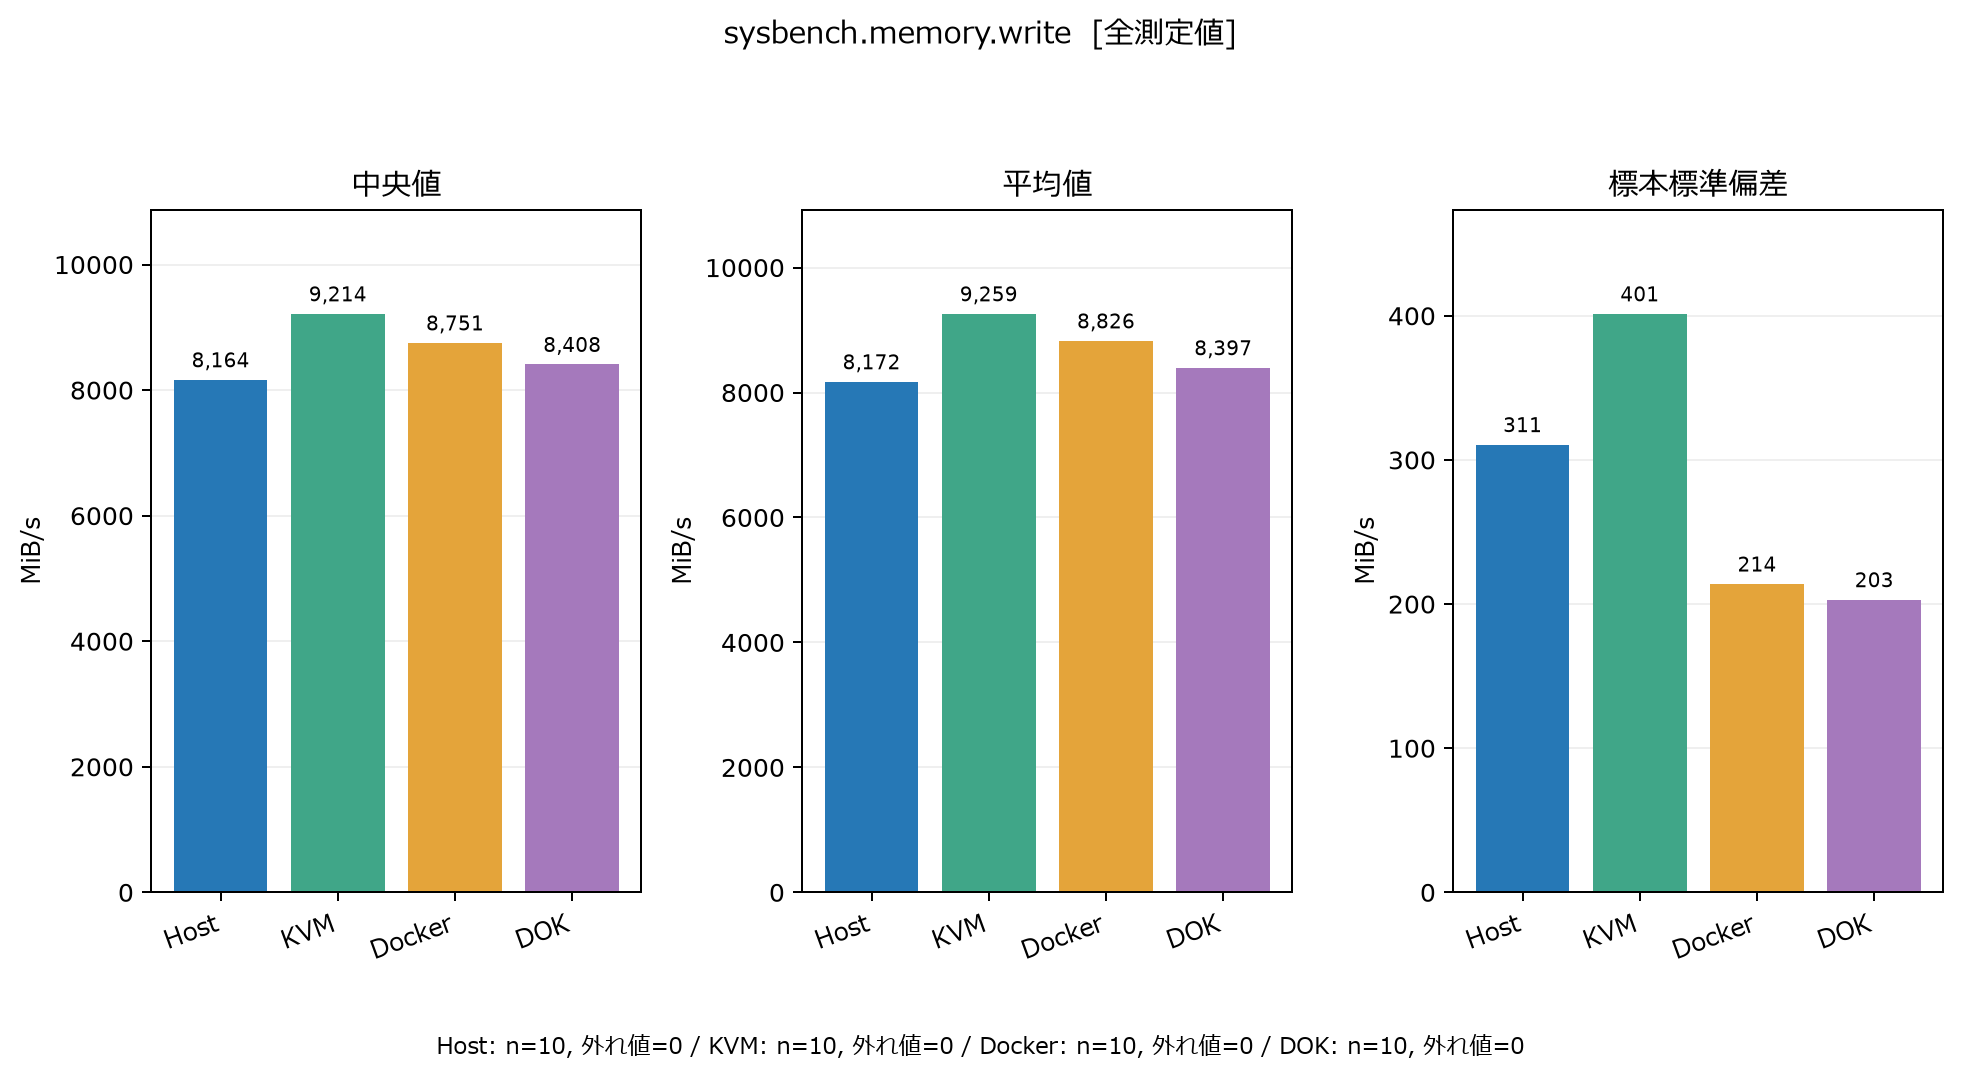 sysbench.memory.write [全測定値]
中央値
MiB/s
10000
8000
6000
4000
2000
0
8,164
9,214
8,751
8,408
Host
KVM
Docker
DOK
平均値
MiB/s
10000
8000
6000
4000
2000
0
8,172
9,259
8,826
8,397
Host
KVM
Docker
DOK
標本標準偏差
MiB/s
400
300
200
100
0
311
401
214
203
Host
KVM
Docker
DOK
Host: n=10, 外れ値=0 / KVM: n=10, 外れ値=0 / Docker: n=10, 外れ値=0 / DOK: n=10, 外れ値=0